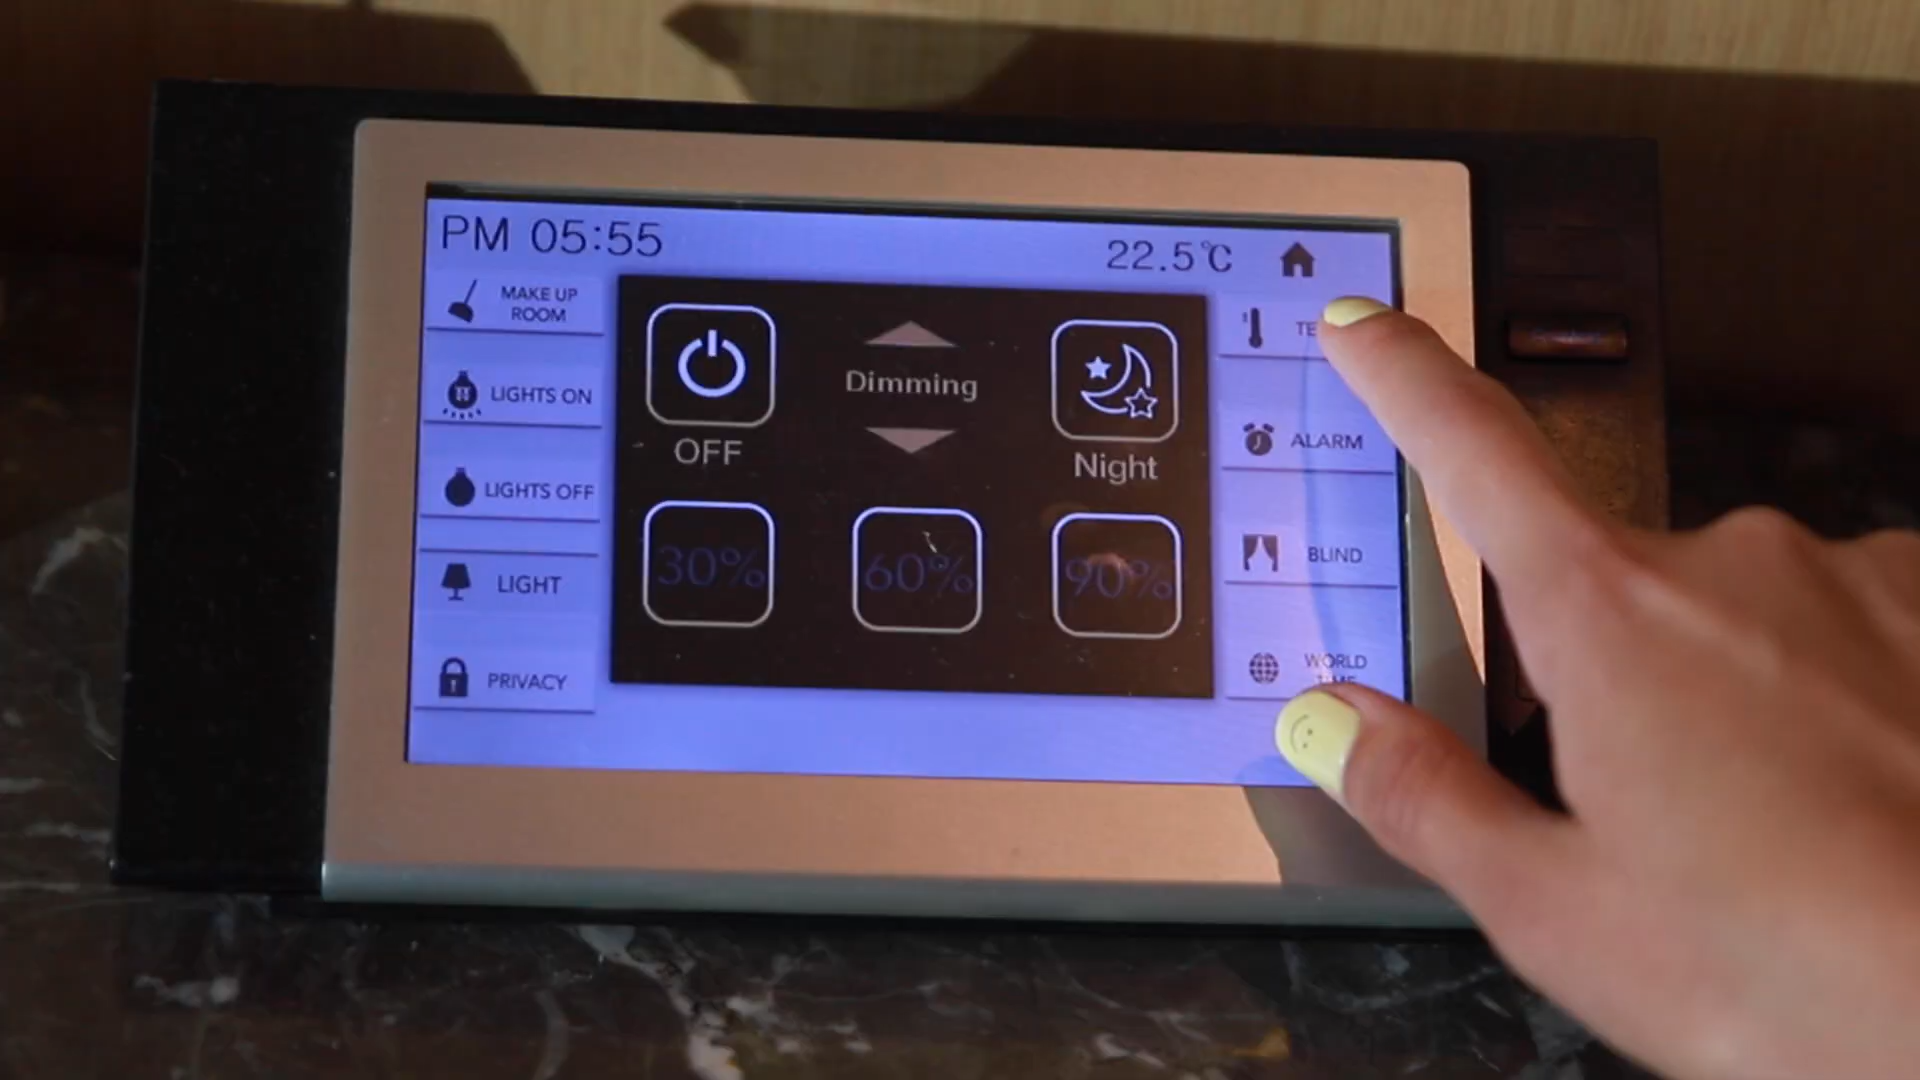 PM 05:55
22.5℃
MAKE UP
ROOM
LIGHTS ON
LIGHTS OFF
LIGHT
PRIVACY
OFF
Dimming
Night
30%
60%
90%
ALARM
BLIND
WORLD
TIME